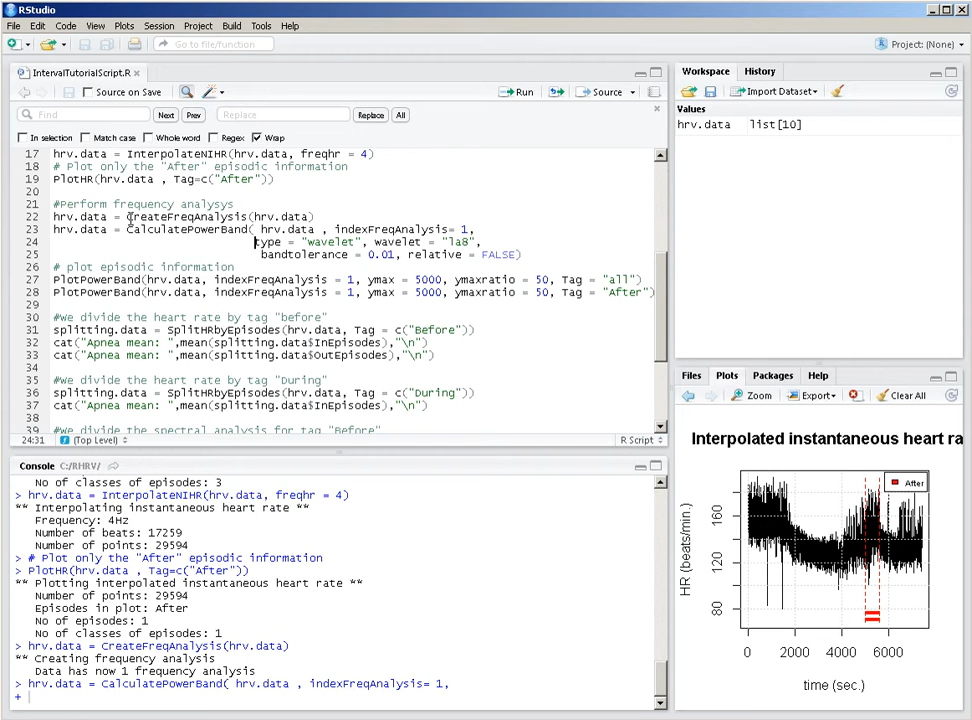 RStudio
File Edit Code View Plots Session Project Build Tools Help
Go to file/function
Project: (None)
IntervalTutorialScript.R
Source on Save
Run
Source
Find
Next
Prev
Replace
Replace
All
In selection
Match case
Whole word
Regex
Wrap
17 hrv.data = InterpolateNIHR(hrv.data, freqhr = 4)
18 # Plot only the "After" episodic information
19 PlotHR(hrv.data , Tag=c("After"))
20
21 #Perform frequency analysys
22 hrv.data = CreateFreqAnalysis(hrv.data)
23 hrv.data = CalculatePowerBand( hrv.data , indexFreqAnalysis= 1,
24 type = "wavelet", wavelet = "la8",
25 bandtolerance = 0.01, relative = FALSE)
26 # plot episodic information
27 PlotPowerBand(hrv.data, indexFreqAnalysis = 1, ymax = 5000, ymaxratio = 50, Tag = "all")
28 PlotPowerBand(hrv.data, indexFreqAnalysis = 1, ymax = 5000, ymaxratio = 50, Tag = "After")
29
30 #We divide the heart rate by tag "before"
31 splitting.data = SplitHRbyEpisodes(hrv.data, Tag = c("Before"))
32 cat("Apnea mean: ",mean(splitting.data$InEpisodes),"\n")
33 cat("Apnea mean: ",mean(splitting.data$OutEpisodes),"\n")
34
35 #We divide the heart rate by tag "During"
36 splitting.data = SplitHRbyEpisodes(hrv.data, Tag = c("During"))
37 cat("Apnea mean: ",mean(splitting.data$InEpisodes),"\n")
38
39 #We divide the spectral analysis for tag "Before"
24:31
(Top Level)
R Script
Console C:/RHRV/
No of classes of episodes: 3
> hrv.data = InterpolateNIHR(hrv.data, freqhr = 4)
** Interpolating instantaneous heart rate **
Frequency: 4Hz
Number of beats: 17259
Number of points: 29594
> # Plot only the "After" episodic information
> PlotHR(hrv.data , Tag=c("After"))
** Plotting interpolated instantaneous heart rate **
Number of points: 29594
Episodes in plot: After
No of episodes: 1
No of classes of episodes: 1
> hrv.data = CreateFreqAnalysis(hrv.data)
** Creating frequency analysis
Data has now 1 frequency analysis
> hrv.data = CalculatePowerBand( hrv.data , indexFreqAnalysis= 1,
+
Workspace History
Import Dataset
Values
hrv.data list[10]
Files Plots Packages Help
Zoom
Export
Clear All
Interpolated instantaneous heart ra
After
HR (beats/min.)
160
120
80
0 2000 4000 6000
time (sec.)